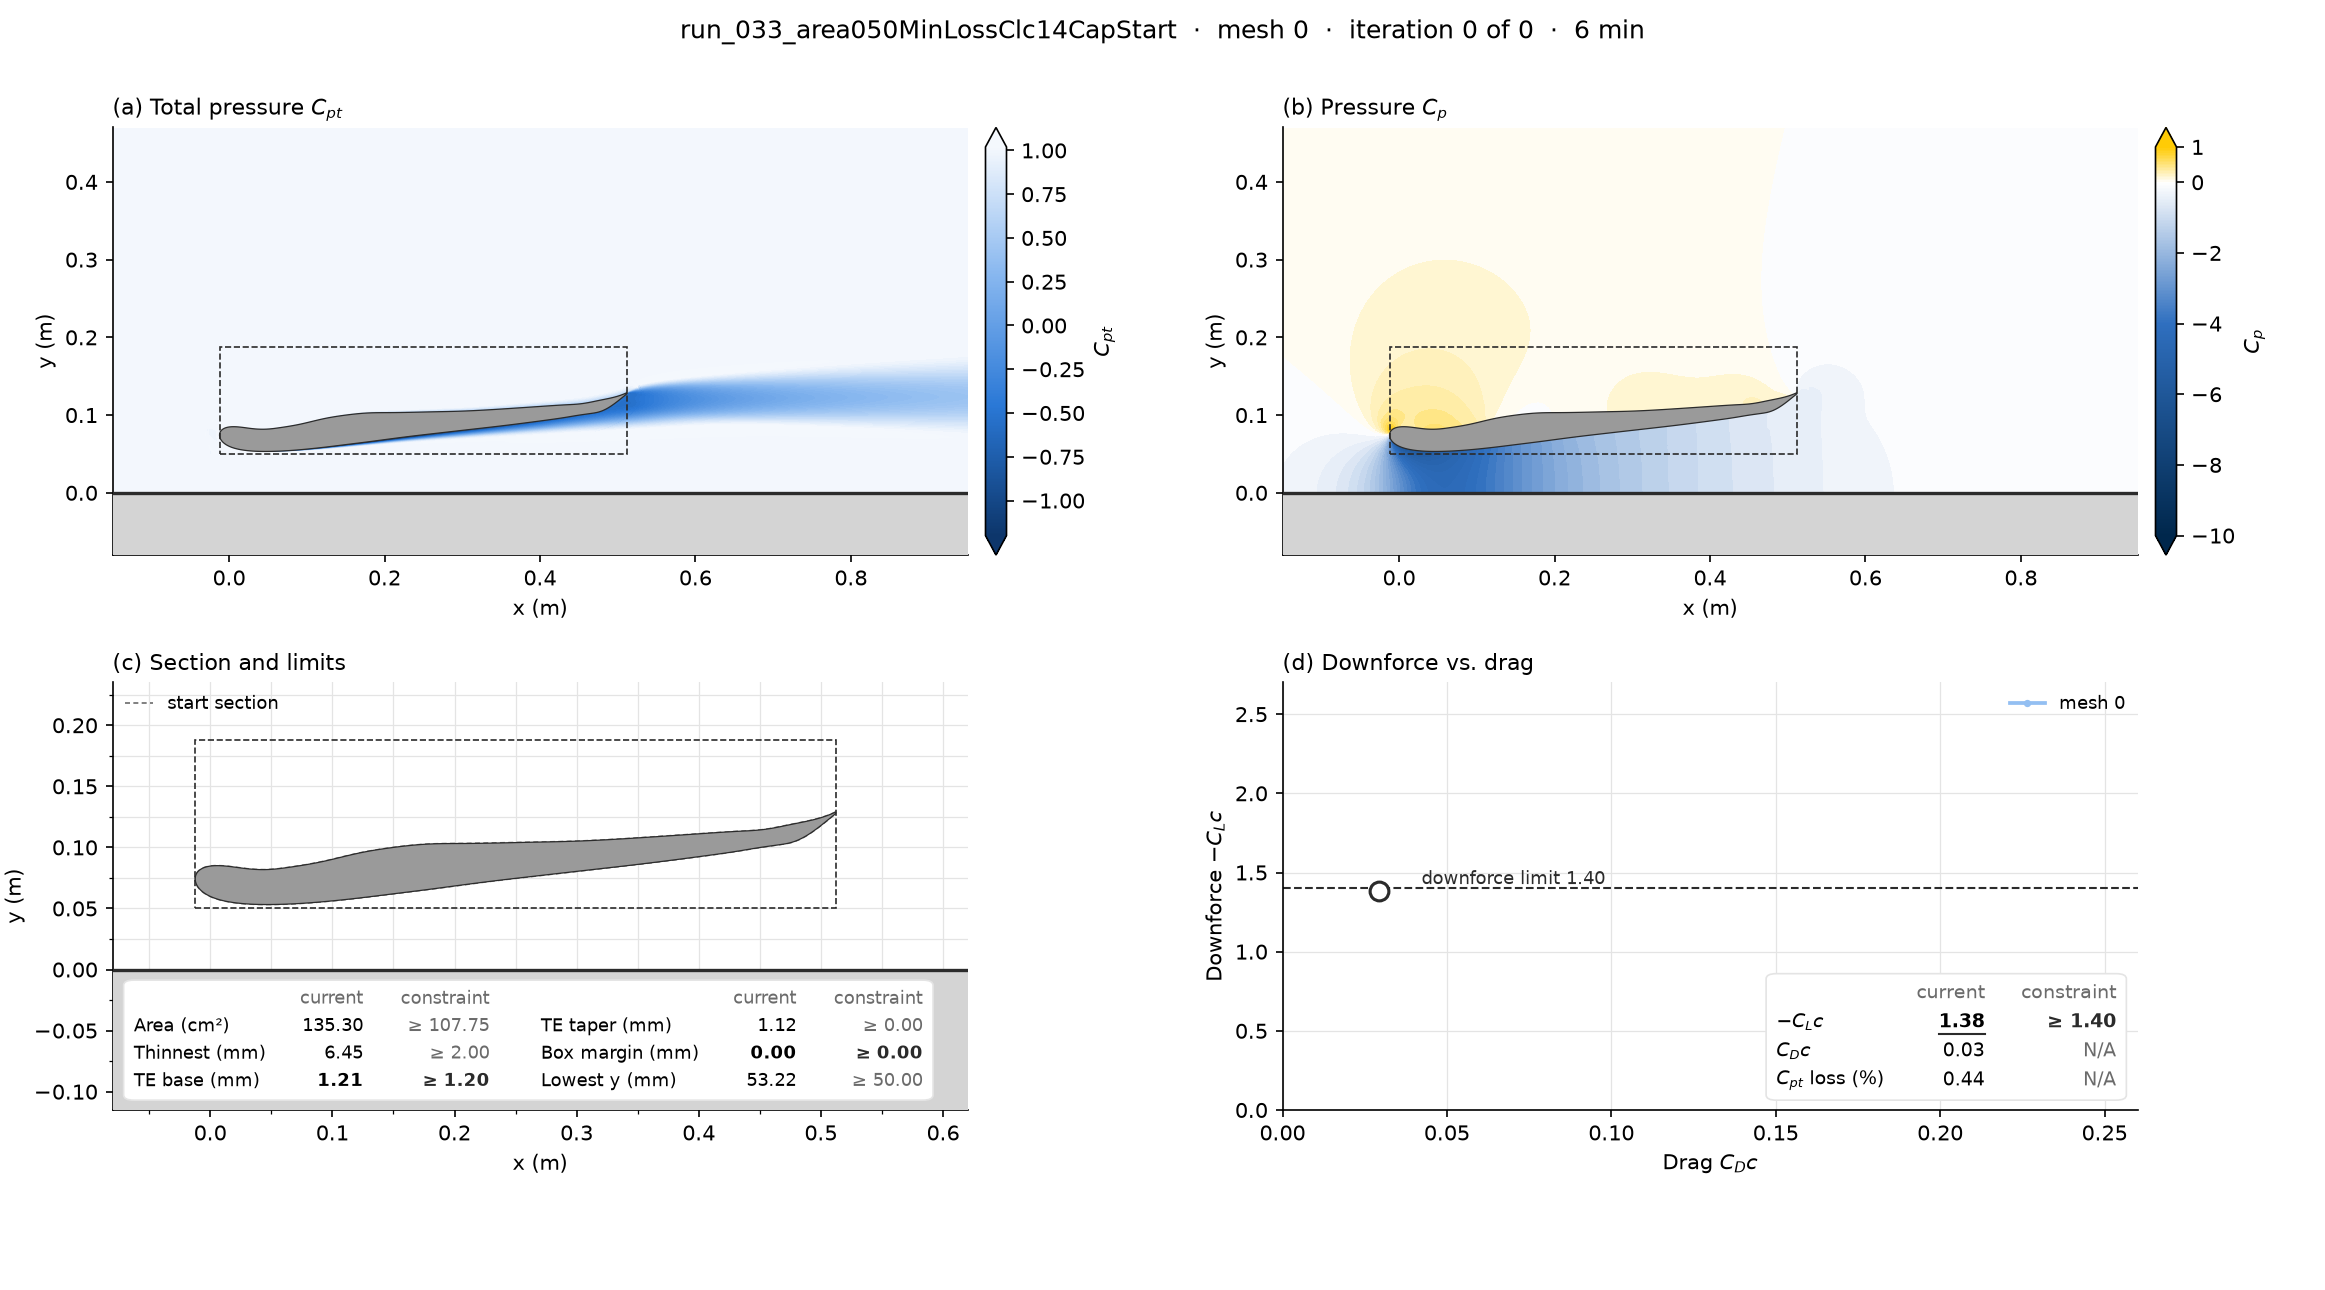 run_033_area050MinLossClc14CapStart · mesh 0 · iteration 0 of 0 · 6 min
(a) Total pressure Cpt
y (m)
0.4
0.3
0.2
0.1
0.0
0.0 0.2 0.4 0.6 0.8
x (m)
1.00
0.75
0.50
0.25
0.00
−0.25
−0.50
−0.75
−1.00
Cpt
(b) Pressure Cp
y (m)
0.4
0.3
0.2
0.1
0.0
0.0 0.2 0.4 0.6 0.8
x (m)
1
0
−2
−4
−6
−8
−10
Cp
(c) Section and limits
start section
y (m)
0.20
0.15
0.10
0.05
0.00
−0.05
−0.10
current constraint current constraint
Area (cm²) 135.30 ≥ 107.75 TE taper (mm) 1.12 ≥ 0.00
Thinnest (mm) 6.45 ≥ 2.00 Box margin (mm) 0.00 ≥ 0.00
TE base (mm) 1.21 ≥ 1.20 Lowest y (mm) 53.22 ≥ 50.00
0.0 0.1 0.2 0.3 0.4 0.5 0.6
x (m)
(d) Downforce vs. drag
mesh 0
Downforce −CLc
2.5
2.0
1.5
1.0
0.5
0.0
downforce limit 1.40
current constraint
−CLc 1.38 ≥ 1.40
CDc 0.03 N/A
Cpt loss (%) 0.44 N/A
0.00 0.05 0.10 0.15 0.20 0.25
Drag CDc